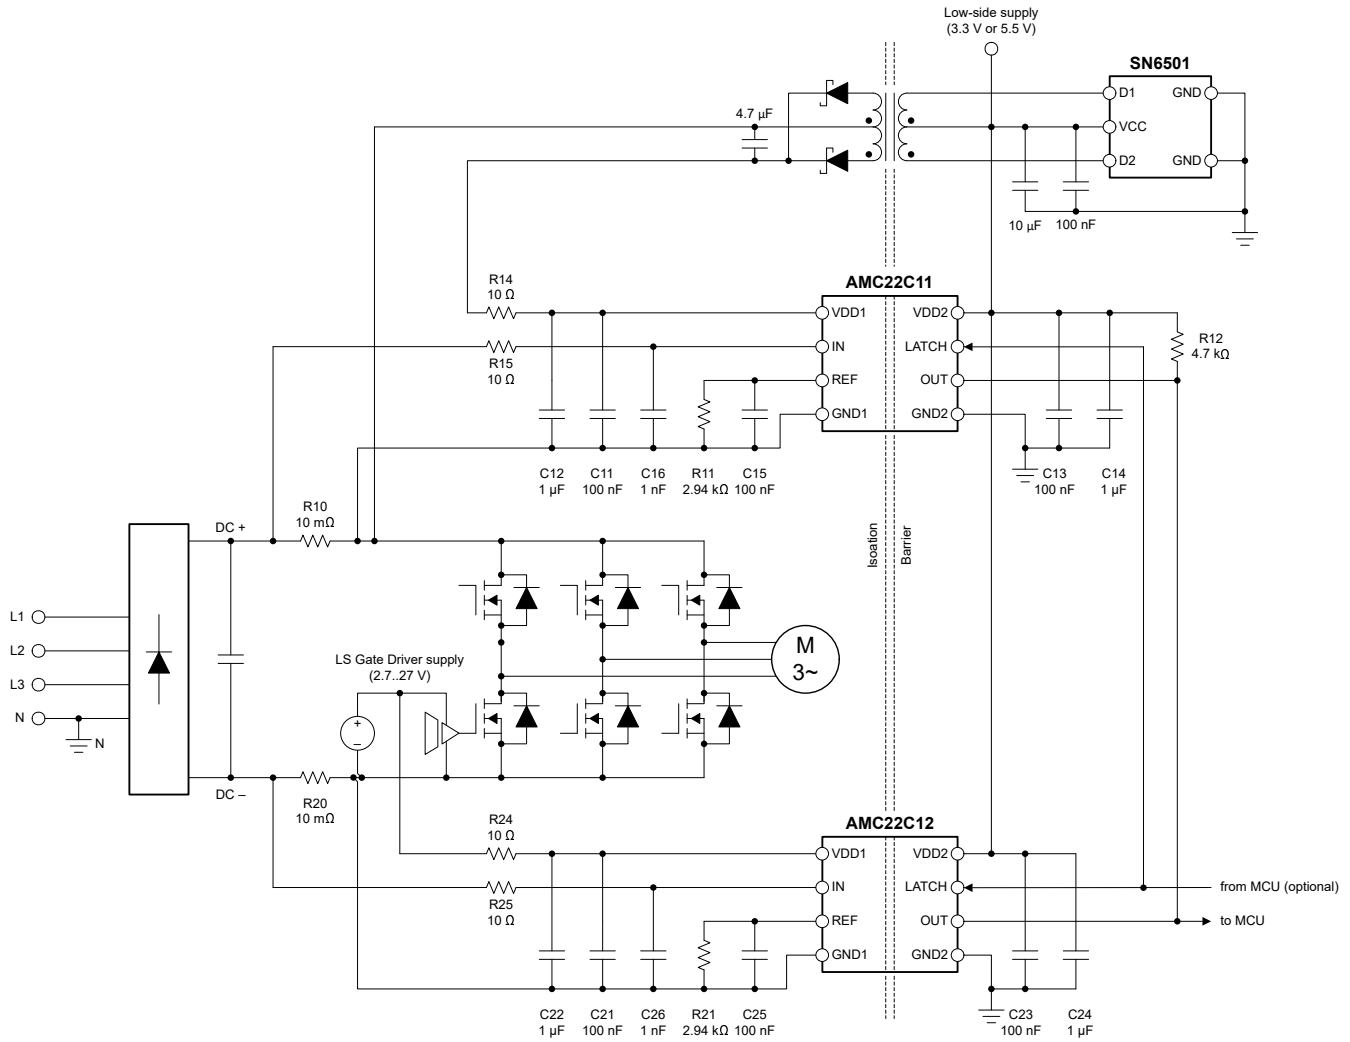 Low-side supply
(3.3 V or 5.5 V)
SN6501
D1
GND
4.7 µF
VCC
D2
GND
10 µF
100 nF
R14
10 Ω
AMC22C11
VDD1
VDD2
IN
LATCH
R12
4.7 kΩ
R15
10 Ω
REF
OUT
GND1
GND2
C12
1 µF
C11
100 nF
C16
1 nF
R11
2.94 kΩ
C15
100 nF
C13
100 nF
C14
1 µF
R10
10 mΩ
DC +
Isoation
Barrier
L1
L2
L3
N
N
M
3~
LS Gate Driver supply
(2.7..27 V)
+
–
DC –
R20
10 mΩ
R24
10 Ω
AMC22C12
VDD1
VDD2
IN
LATCH
from MCU (optional)
R25
10 Ω
REF
OUT
to MCU
GND1
GND2
C22
1 µF
C21
100 nF
C26
1 nF
R21
2.94 kΩ
C25
100 nF
C23
100 nF
C24
1 µF